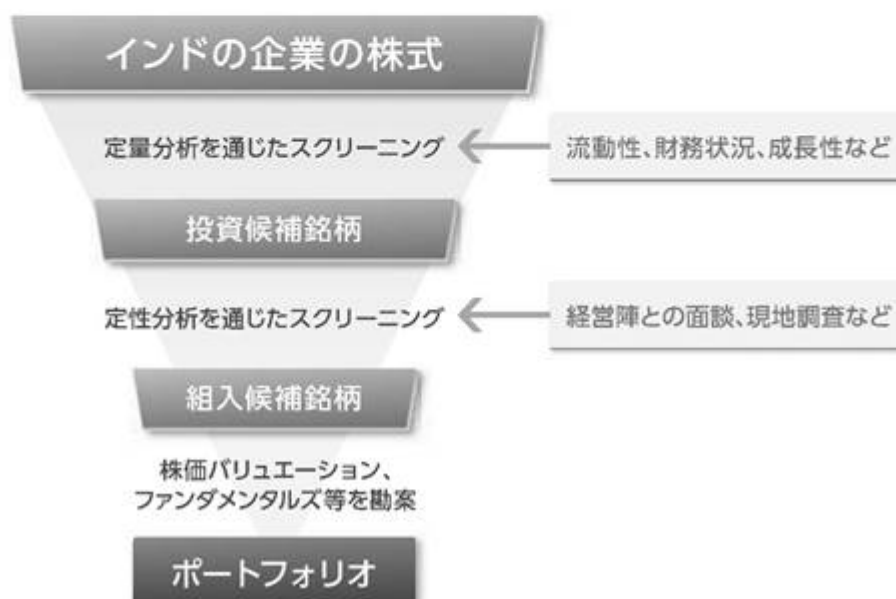 インドの企業の株式
定量分析を通じたスクリーニング
流動性、財務状況、成長性など
投資候補銘柄
定性分析を通じたスクリーニング
経営陣との面談、現地調査など
組入候補銘柄
株価バリュエーション、
ファンダメンタルズ等を勘案
ポートフォリオ